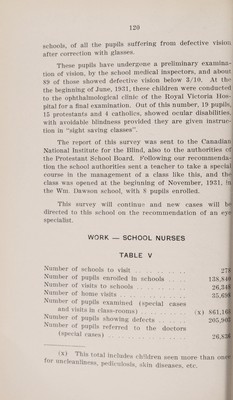 120
schools, of all the pupils suffering from defective vision
after correction with glasses.
These pupils have undergone a preliminary examina-
tion of vision, by the school medical inspectors, and about
89 of those showed defective vision below 3/10. At the
the beginning of June, 1931, these children were conducted
to the ophthalmological clinic of the Royal Victoria Hos-
pital for a final examination. Out of this number, 19 pupils,
15 protestants and 4 catholics, showed ocular disabilities,
with avoidable blindness provided they are given instruc-
tion in "sight saving classes".
The report of this survey was sent to the Canadian
National Institute for the Blind, also to the authorities of
the Protestant School Board. Following our recommenda-
tion the school authorities sent a teacher to take a special
course in the management of a class like this, and the
class was opened at the beginning of November, 1931, in
the Wm. Dawson school, with 8 pupils enrolled.
This survey will continue and new cases will be
directed to this school on the recommendation of an eye
specialist.
WORK — SCHOOL NURSES
TABLE V
Number of schools to visit . . . . 278
Number of pupils enrolled in schools . . . 138,840
Number of visits to schools . . . . . .
Number of home visits . . . . . .
Number of pupils examined (special cases
and visits in class-rooms) . . . . (x) 861,165
Number of pupils showing defects . . . .
Number of pupils referred to the doctors
(special cases) . . . . . .
(x) This total includes children seen more than once
for uncleanliness, pediculosis, skin diseases, etc.